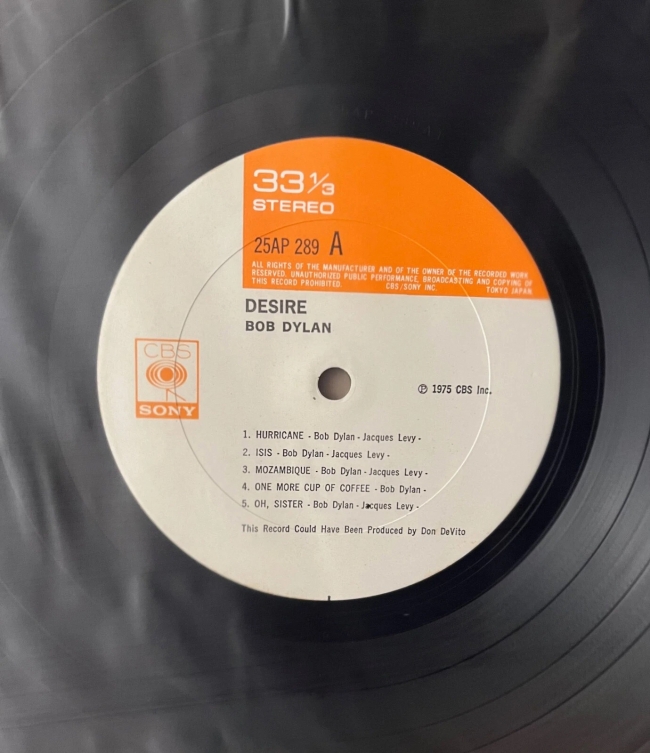 33 1/3
STEREO
25AP 289 A
ALL RIGHTS OF THE MANUFACTURER AND OF THE OWNER OF THE RECORDED WORK
RESERVED. UNAUTHORIZED PUBLIC PERFORMANCE, BROADCASTING AND COPYING OF
THIS RECORD PROHIBITED. CBS/SONY INC. TOKYO JAPAN
DESIRE
BOB DYLAN
CBS
SONY
℗ 1975 CBS Inc.
1. HURRICANE - Bob Dylan - Jacques Levy -
2. ISIS - Bob Dylan - Jacques Levy -
3. MOZAMBIQUE - Bob Dylan - Jacques Levy -
4. ONE MORE CUP OF COFFEE - Bob Dylan -
5. OH, SISTER - Bob Dylan - Jacques Levy -
This Record Could Have Been Produced by Don DeVito